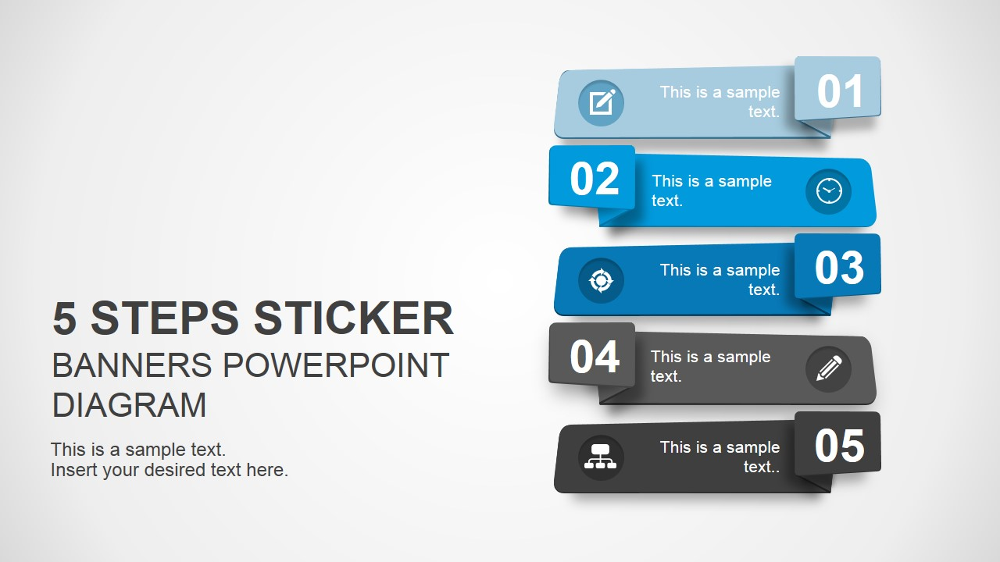 5 STEPS STICKER
BANNERS POWERPOINT
DIAGRAM
This is a sample text.
Insert your desired text here.
01
This is a sample
text.
02
This is a sample
text.
03
This is a sample
text.
04
This is a sample
text.
05
This is a sample
text..